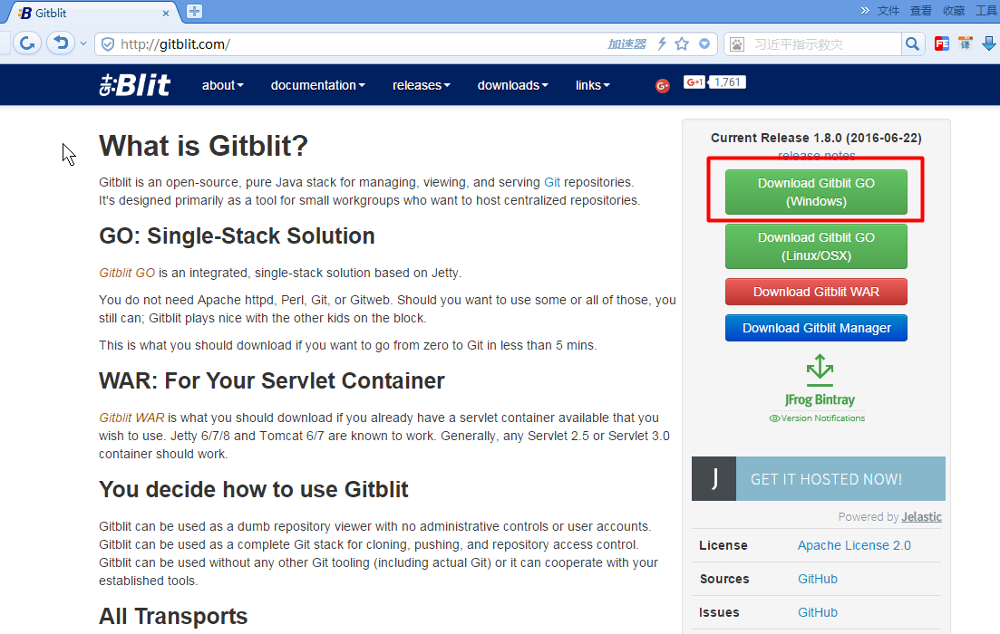 Gitblit
文件 查看 收藏 工具
http://gitblit.com/
加速器
习近平指示救灾
FE
译
git:Blit
about
documentation
releases
downloads
links
G+
G+1
1,761
What is Gitblit?
Gitblit is an open-source, pure Java stack for managing, viewing, and serving Git repositories.
It's designed primarily as a tool for small workgroups who want to host centralized repositories.
GO: Single-Stack Solution
Gitblit GO is an integrated, single-stack solution based on Jetty.
You do not need Apache httpd, Perl, Git, or Gitweb. Should you want to use some or all of those, you
still can; Gitblit plays nice with the other kids on the block.
This is what you should download if you want to go from zero to Git in less than 5 mins.
WAR: For Your Servlet Container
Gitblit WAR is what you should download if you already have a servlet container available that you
wish to use. Jetty 6/7/8 and Tomcat 6/7 are known to work. Generally, any Servlet 2.5 or Servlet 3.0
container should work.
You decide how to use Gitblit
Gitblit can be used as a dumb repository viewer with no administrative controls or user accounts.
Gitblit can be used as a complete Git stack for cloning, pushing, and repository access control.
Gitblit can be used without any other Git tooling (including actual Git) or it can cooperate with your
established tools.
All Transports
Current Release 1.8.0 (2016-06-22)
release notes
Download Gitblit GO
(Windows)
Download Gitblit GO
(Linux/OSX)
Download Gitblit WAR
Download Gitblit Manager
JFrog Bintray
Version Notifications
J
GET IT HOSTED NOW!
Powered by Jelastic
License Apache License 2.0
Sources GitHub
Issues GitHub